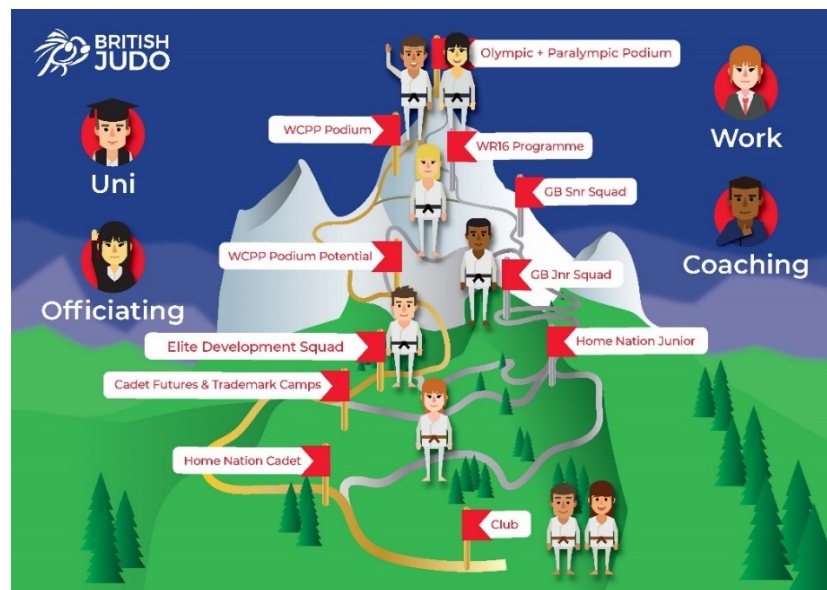 BRITISH
JUDO
Olympic + Paralympic Podium
WCPP Podium
WR16 Programme
Work
Uni
GB Snr Squad
WCPP Podium Potential
GB Jnr Squad
Coaching
Officiating
Elite Development Squad
Home Nation Junior
Cadet Futures & Trademark Camps
Home Nation Cadet
Club